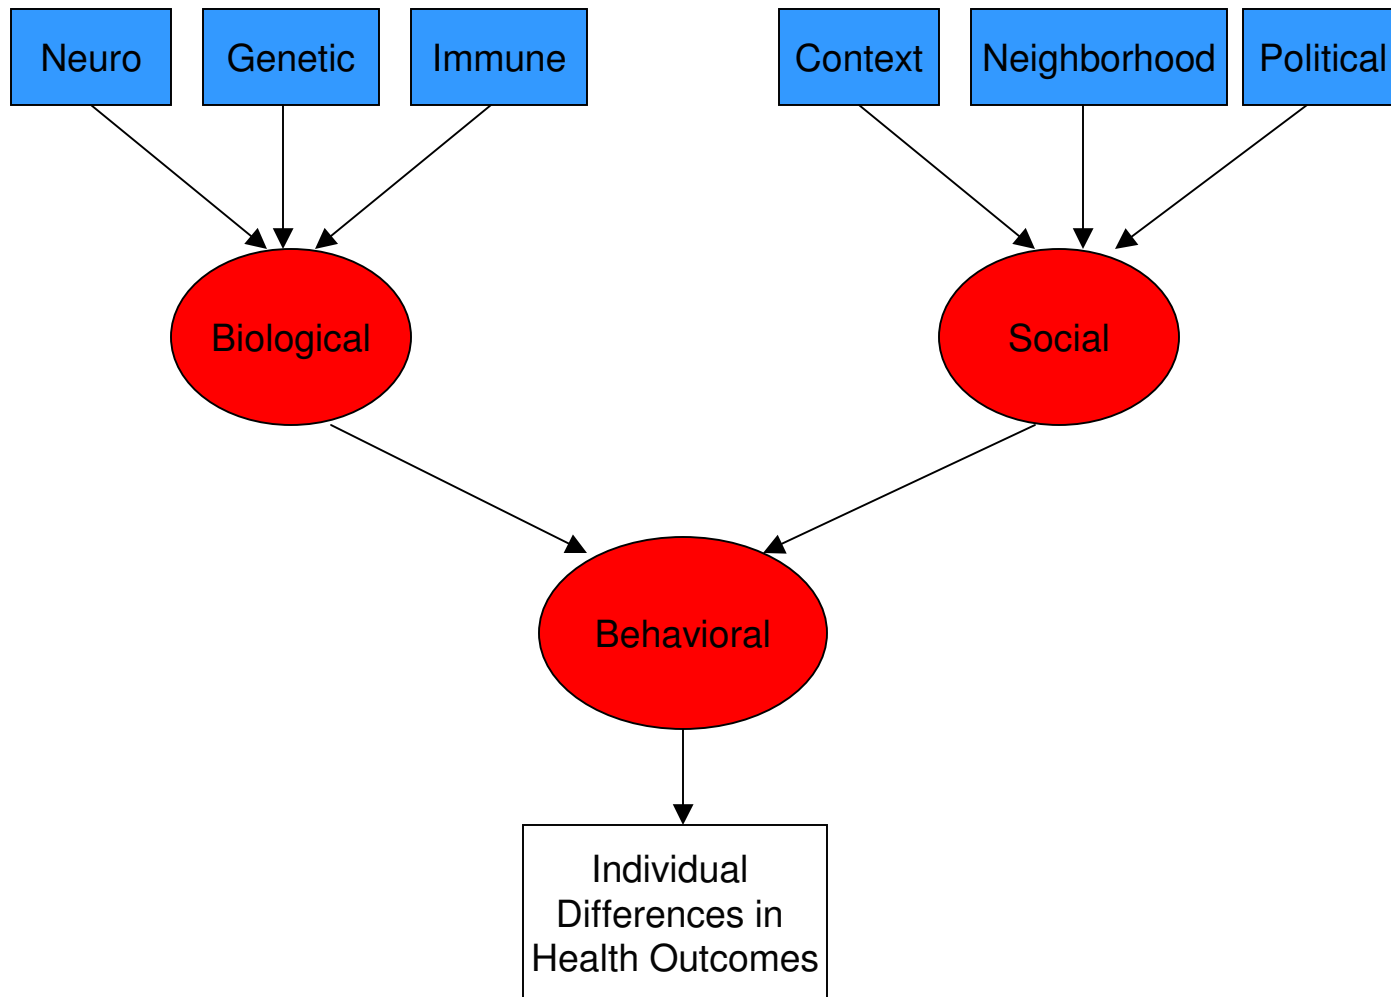 Neuro
Genetic
Immune
Context
Neighborhood
Political
Biological
Social
Behavioral
Individual
Differences in
Health Outcomes